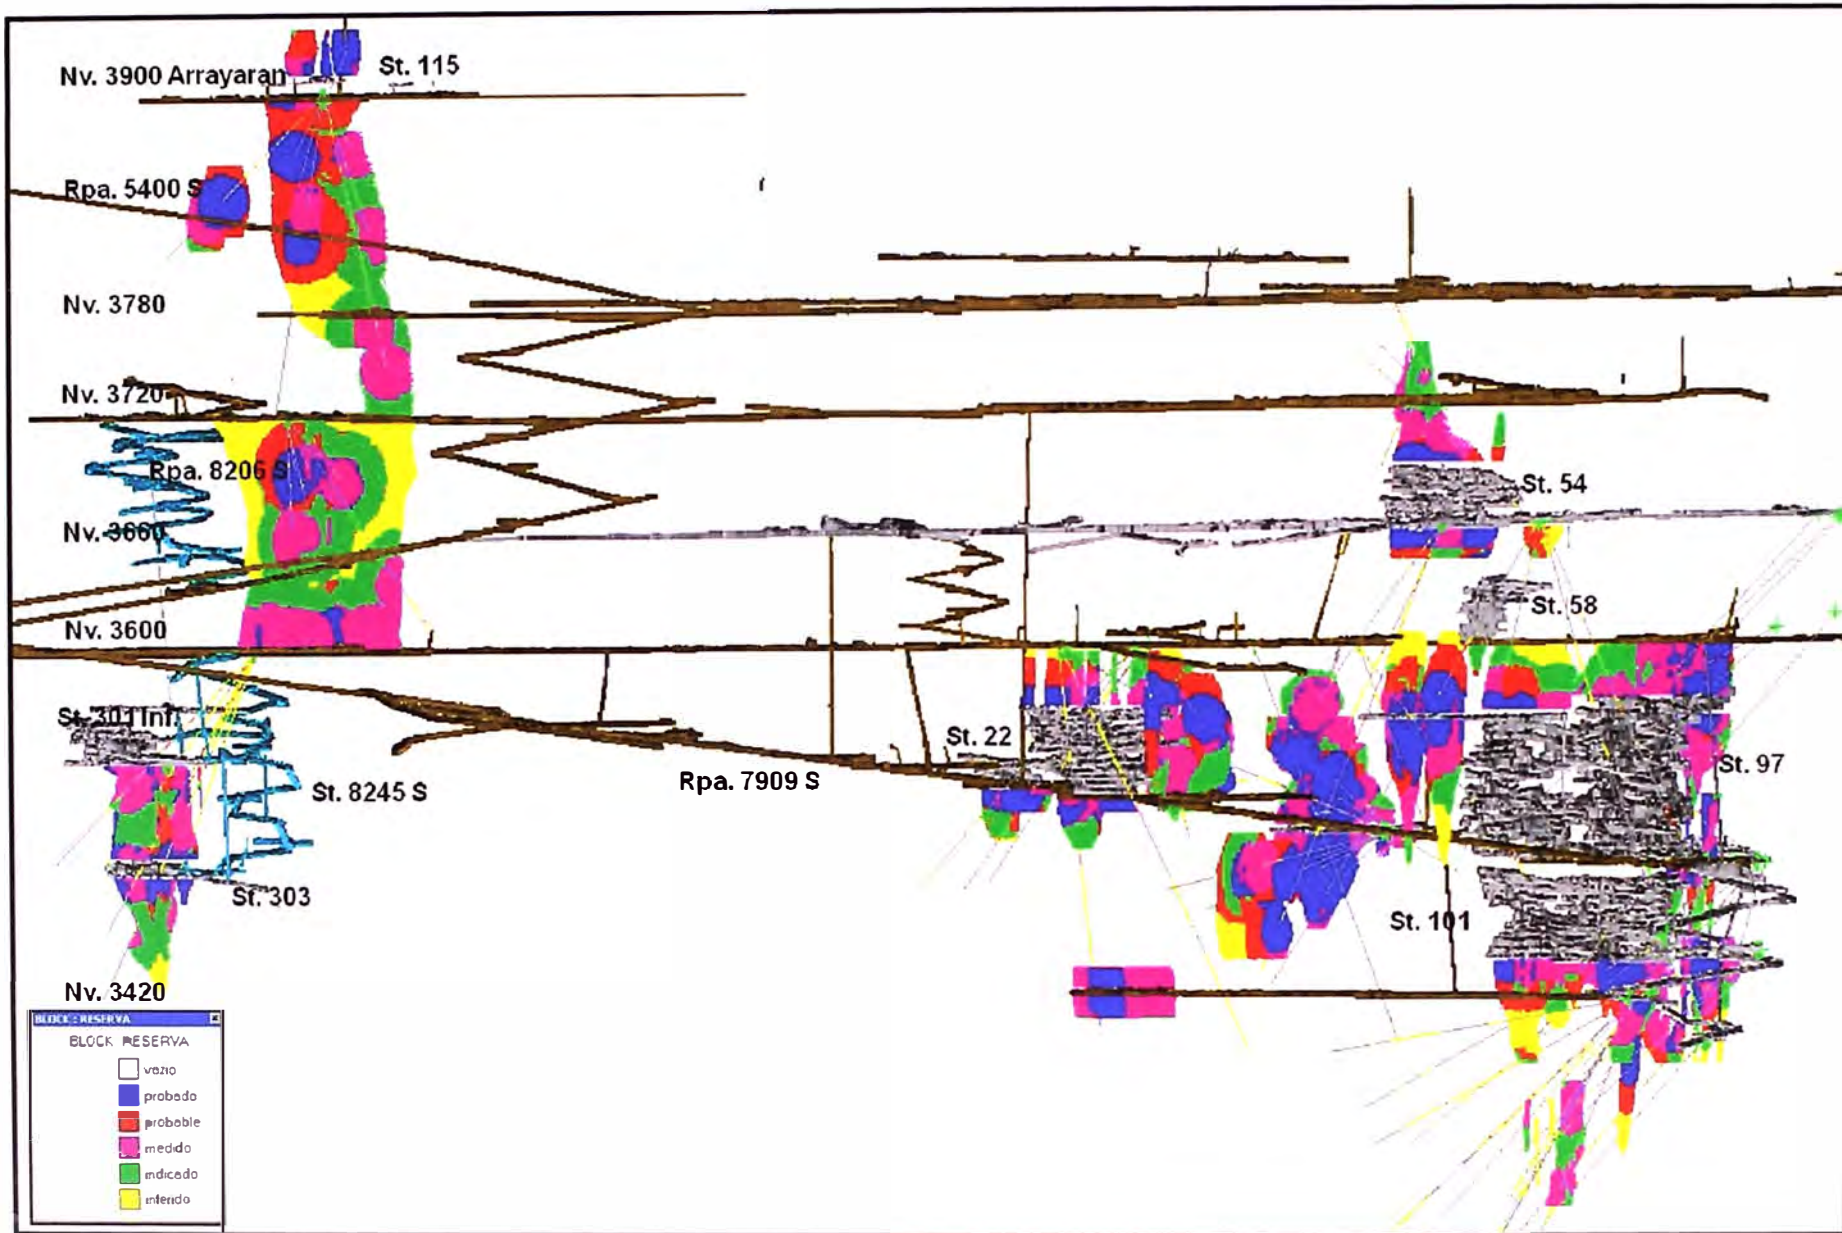 Nv. 3900 Arrayaran
St. 115
Rpa. 5400 S
Nv. 3780
Nv. 3720
Rpa. 8206 S
St. 54
Nv. 3660
St. 58
Nv. 3600
St. 301 Inf.
St. 22
St. 97
St. 8245 S
Rpa. 7909 S
St. 303
St. 101
Nv. 3420
BLOCK : RESERVA
BLOCK RESERVA
vazio
probado
probable
medido
indicado
inferido